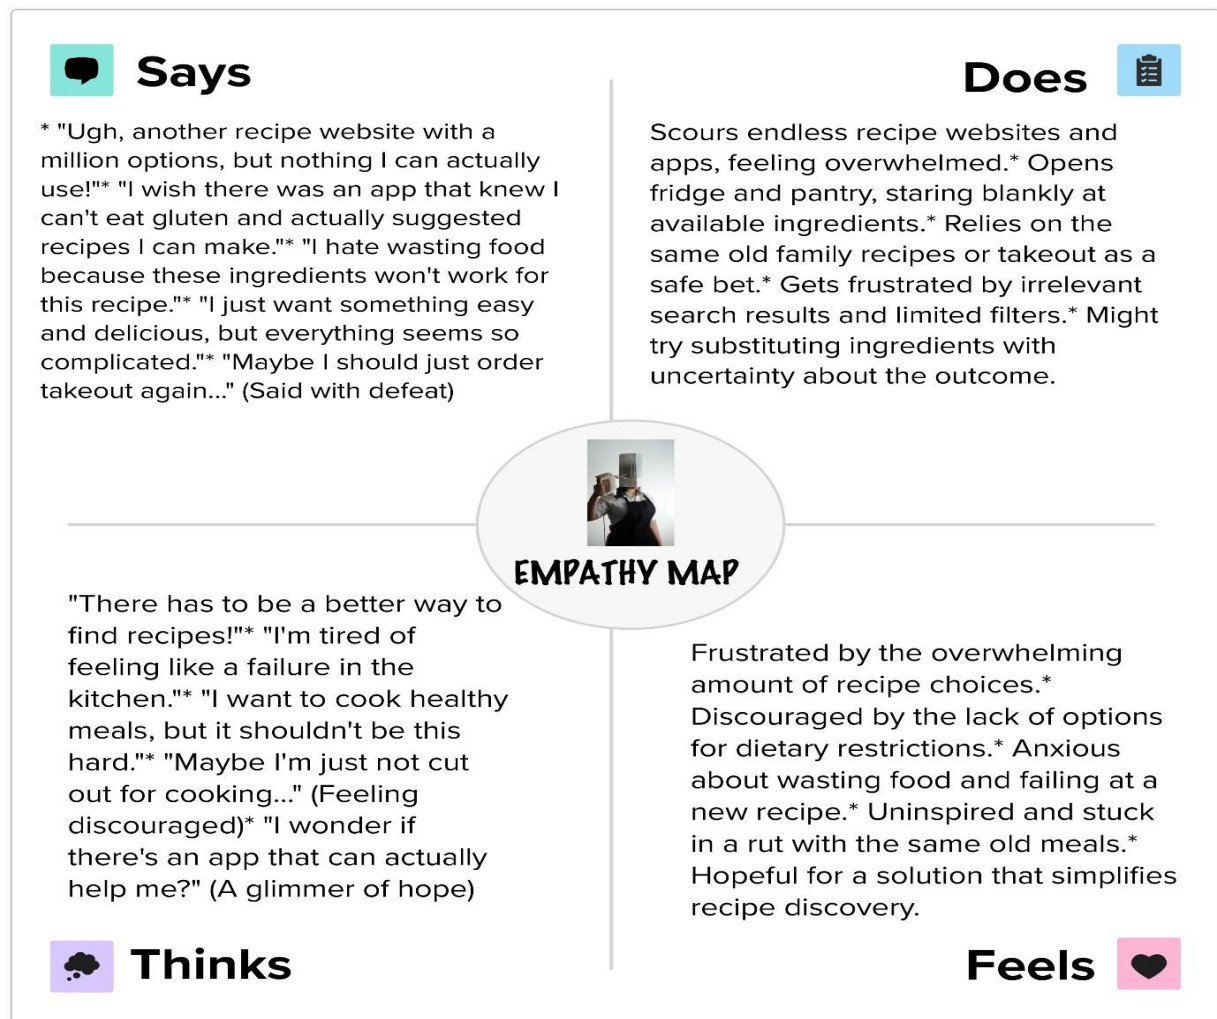 Says
* "Ugh, another recipe website with a
million options, but nothing I can actually
use!"* "I wish there was an app that knew I
can't eat gluten and actually suggested
recipes I can make."* "I hate wasting food
because these ingredients won't work for
this recipe."* "I just want something easy
and delicious, but everything seems so
complicated."* "Maybe I should just order
takeout again..." (Said with defeat)
Does
Scours endless recipe websites and
apps, feeling overwhelmed.* Opens
fridge and pantry, staring blankly at
available ingredients.* Relies on the
same old family recipes or takeout as a
safe bet.* Gets frustrated by irrelevant
search results and limited filters.* Might
try substituting ingredients with
uncertainty about the outcome.
EMPATHY MAP
"There has to be a better way to
find recipes!"* "I'm tired of
feeling like a failure in the
kitchen."* "I want to cook healthy
meals, but it shouldn't be this
hard."* "Maybe I'm just not cut
out for cooking..." (Feeling
discouraged)* "I wonder if
there's an app that can actually
help me?" (A glimmer of hope)
Thinks
Frustrated by the overwhelming
amount of recipe choices.*
Discouraged by the lack of options
for dietary restrictions.* Anxious
about wasting food and failing at a
new recipe.* Uninspired and stuck
in a rut with the same old meals.*
Hopeful for a solution that simplifies
recipe discovery.
Feels